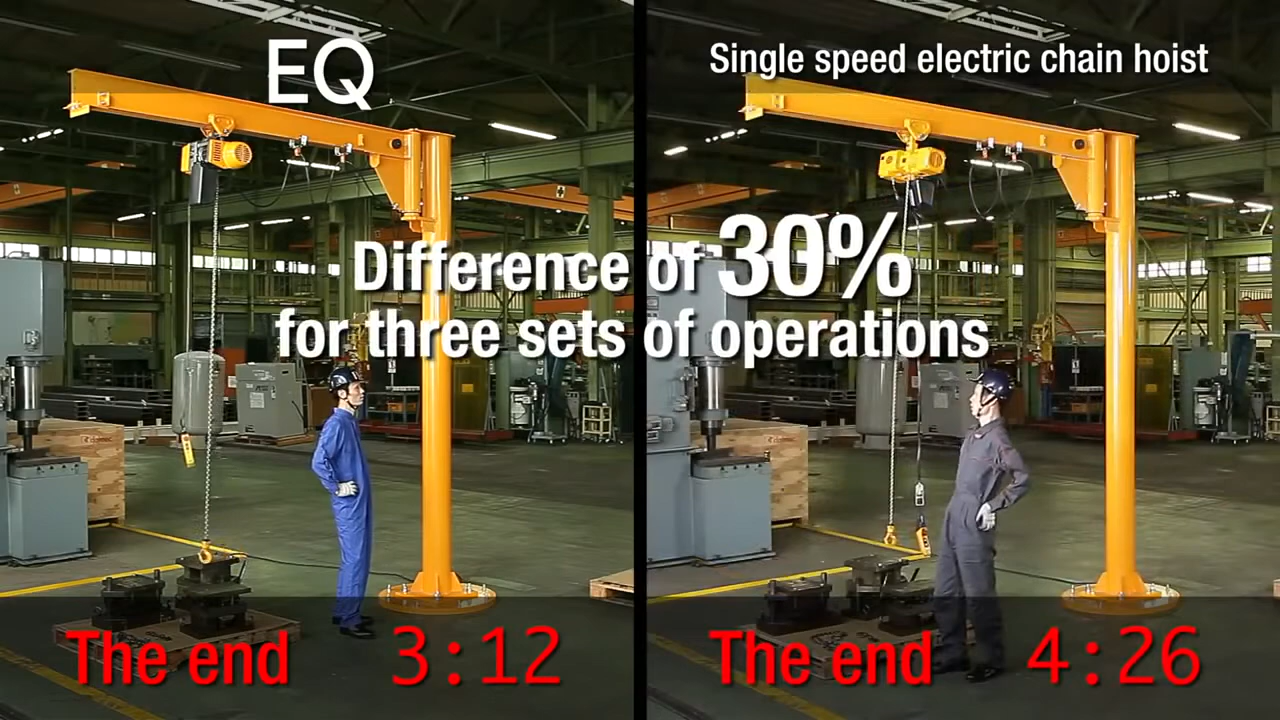 EQ
Single speed electric chain hoist
Difference of 30%
for three sets of operations
The end 3:12
The end 4:26